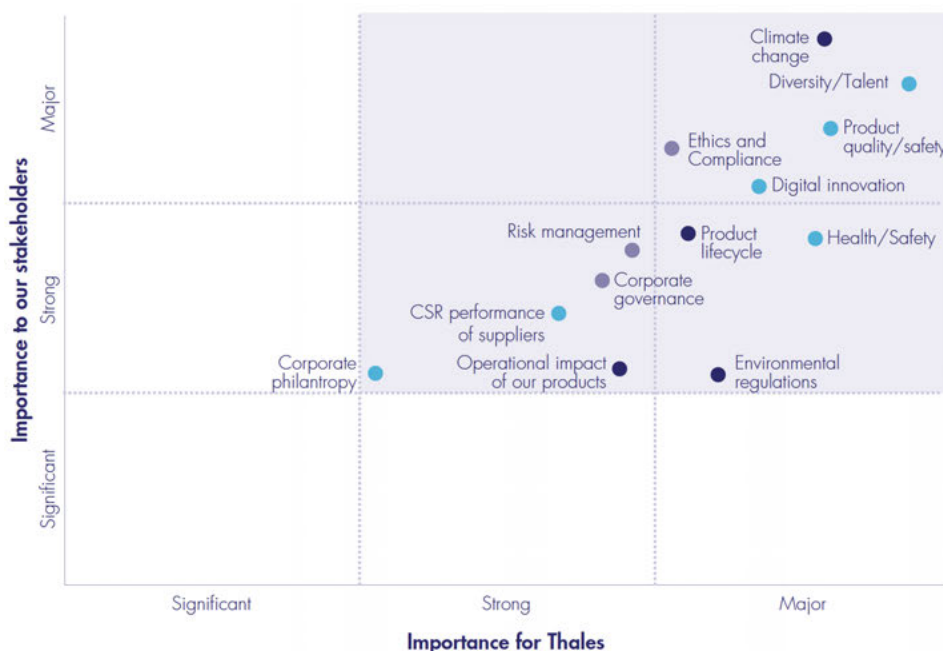 Climate
change
Diversity/Talent
Product
quality/safety
Ethics and
Compliance
Digital innovation
Risk management
Product
lifecycle
Health/Safety
Corporate
governance
CSR performance
of suppliers
Corporate
philantropy
Operational impact
of our products
Environmental
regulations
Importance to our stakeholders
Major
Strong
Significant
Significant
Strong
Major
Importance for Thales